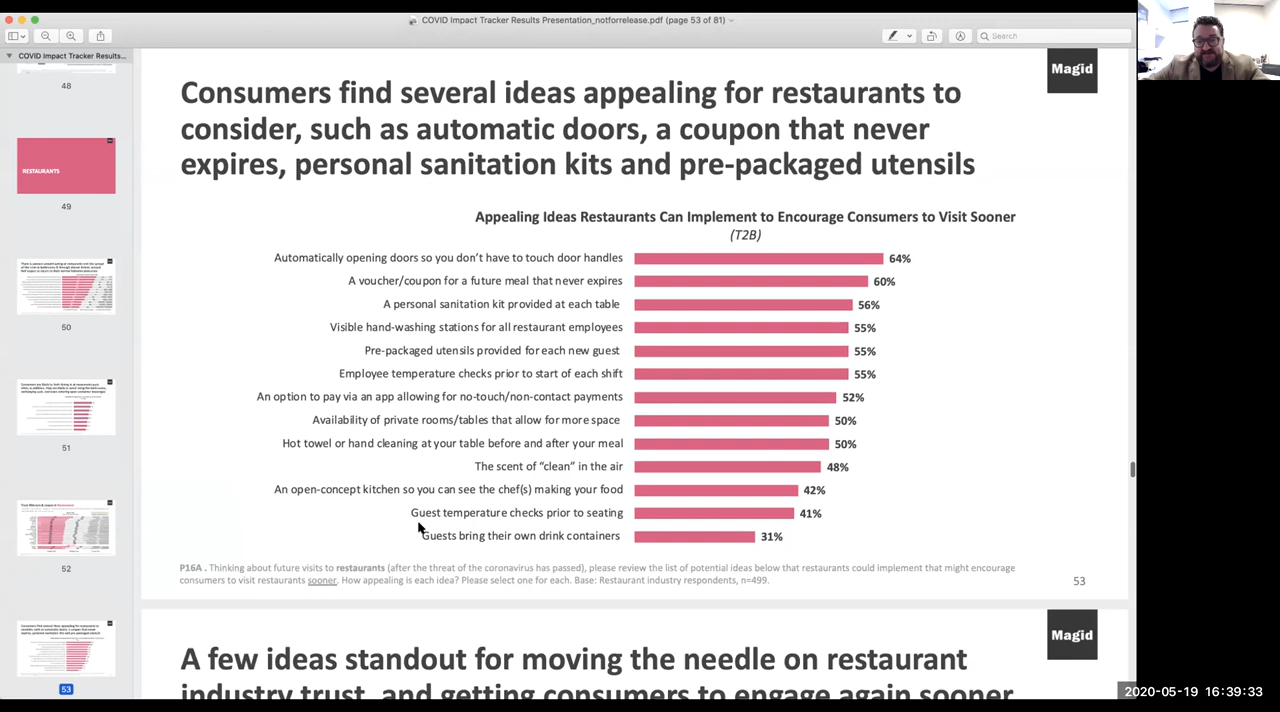 COVID Impact Tracker Results Presentation_notforrelease.pdf (page 53 of 81)
Search
COVID Impact Tracker Results...
48
RESTAURANTS
49
50
51
52
53
Magid
Consumers find several ideas appealing for restaurants to
consider, such as automatic doors, a coupon that never
expires, personal sanitation kits and pre-packaged utensils
Appealing Ideas Restaurants Can Implement to Encourage Consumers to Visit Sooner
(T2B)
Automatically opening doors so you don't have to touch door handles 64%
A voucher/coupon for a future meal that never expires 60%
A personal sanitation kit provided at each table 56%
Visible hand-washing stations for all restaurant employees 55%
Pre-packaged utensils provided for each new guest 55%
Employee temperature checks prior to start of each shift 55%
An option to pay via an app allowing for no-touch/non-contact payments 52%
Availability of private rooms/tables that allow for more space 50%
Hot towel or hand cleaning at your table before and after your meal 50%
The scent of "clean" in the air 48%
An open-concept kitchen so you can see the chef(s) making your food 42%
Guest temperature checks prior to seating 41%
Guests bring their own drink containers 31%
P16A . Thinking about future visits to restaurants (after the threat of the coronavirus has passed), please review the list of potential ideas below that restaurants could implement that might encourage
consumers to visit restaurants sooner. How appealing is each idea? Please select one for each. Base: Restaurant industry respondents, n=499.
53
Magid
A few ideas standout for moving the needle on restaurant
industry trust, and getting consumers to engage again sooner
2020-05-19 16:39:33